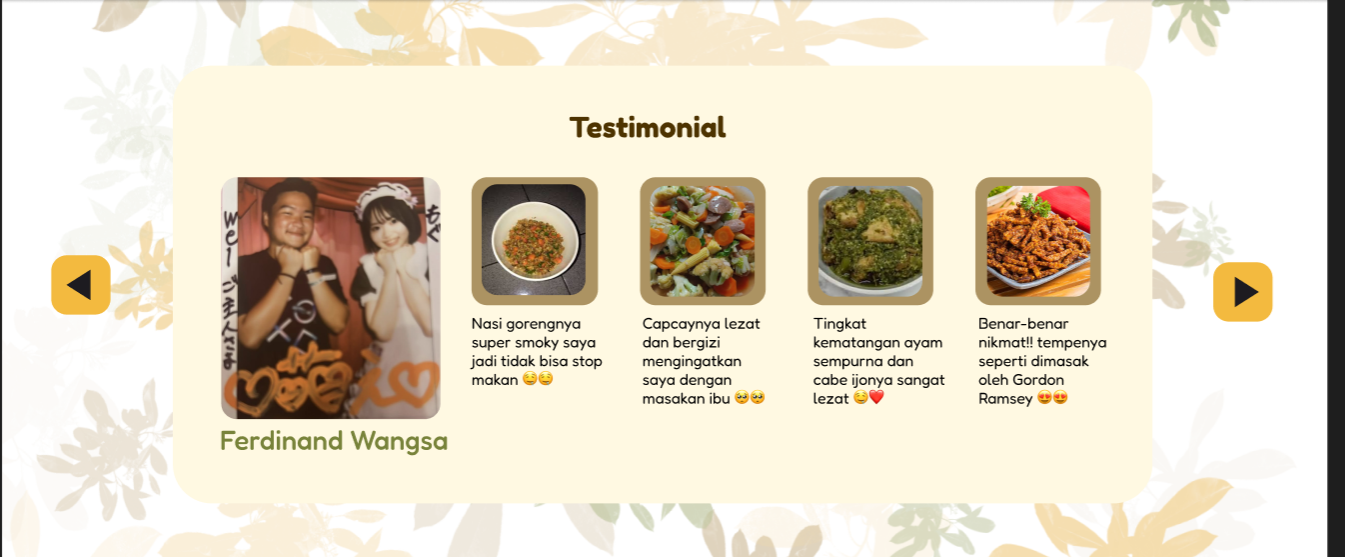 Testimonial
Ferdinand Wangsa
Nasi gorengnya
super smoky saya
jadi tidak bisa stop
makan 😋😋
Capcaynya lezat
dan bergizi
mengingatkan
saya dengan
masakan ibu 🥺🥺
Tingkat
kematangan ayam
sempurna dan
cabe ijonya sangat
lezat 😋❤️
Benar-benar
nikmat!! tempenya
seperti dimasak
oleh Gordon
Ramsey 😍😍